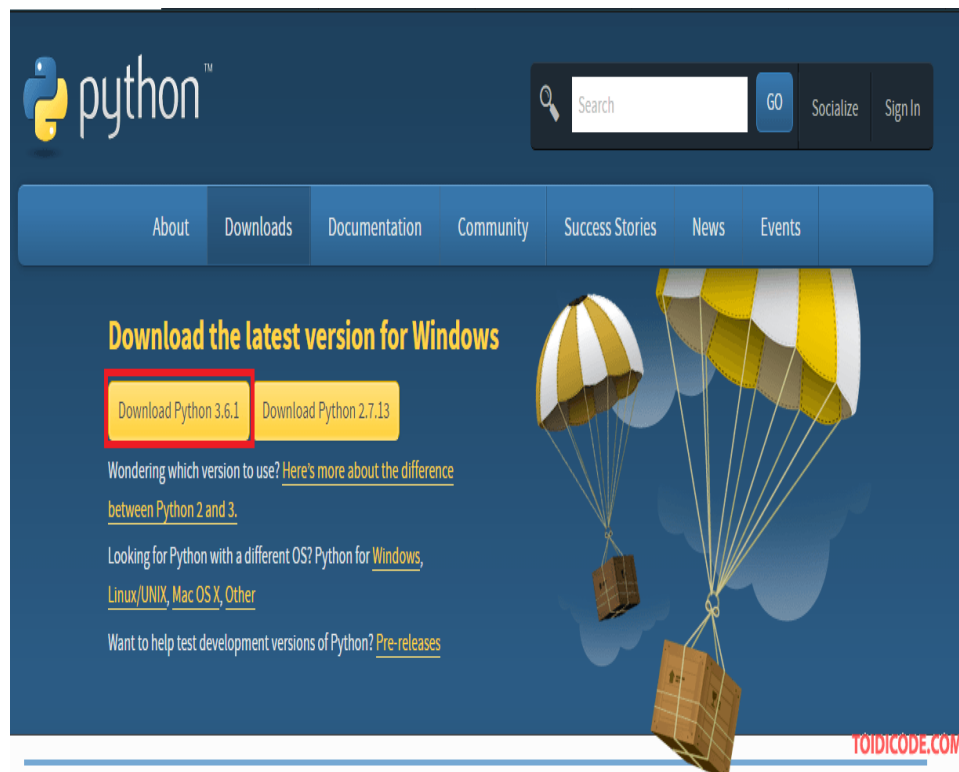 python™
Search
GO
Socialize
Sign In
About
Downloads
Documentation
Community
Success Stories
News
Events
Download the latest version for Windows
Download Python 3.6.1
Download Python 2.7.13
Wondering which version to use? Here's more about the difference
between Python 2 and 3.
Looking for Python with a different OS? Python for Windows,
Linux/UNIX, Mac OS X, Other
Want to help test development versions of Python? Pre-releases
TOIDICODE.COM